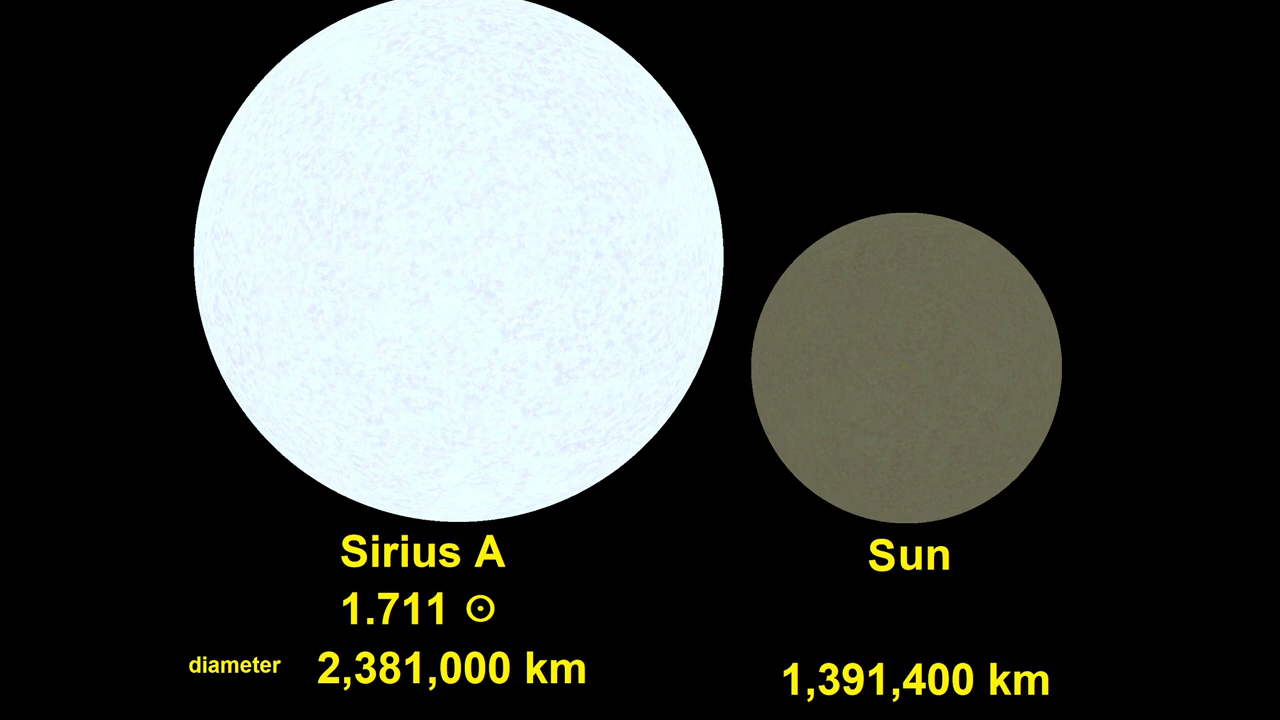 Sirius A
1.711 ☉
diameter 2,381,000 km
Sun
1,391,400 km